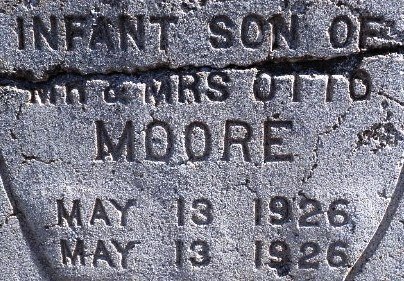 INFANT SON OF
MR & MRS OTTO
MOORE
MAY 13 1926
MAY 13 1926